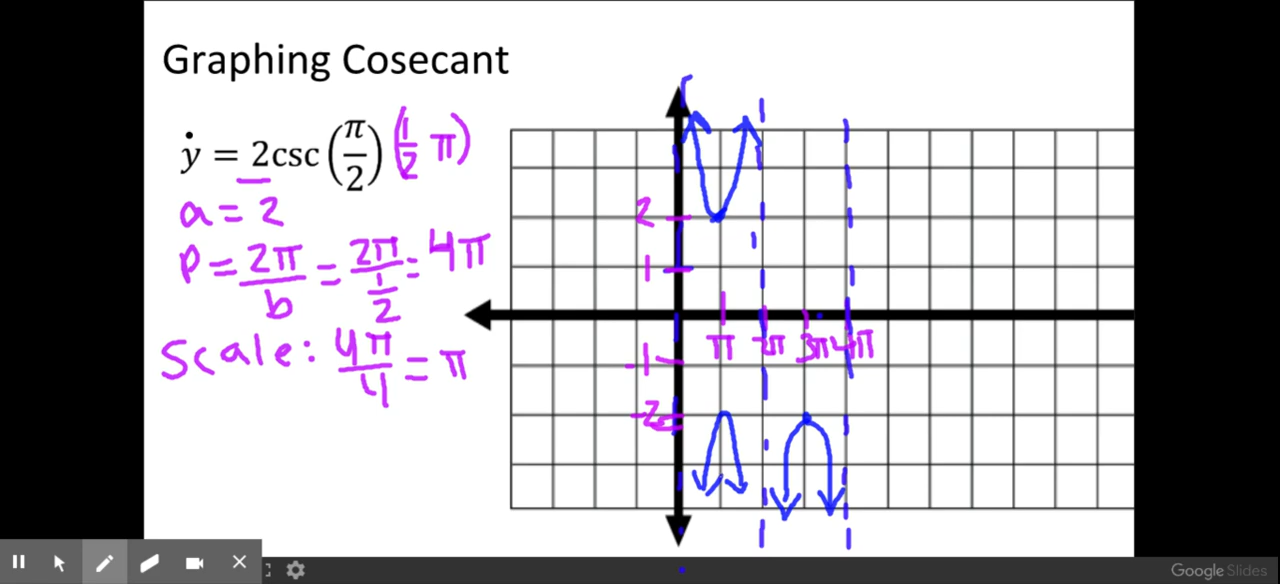 Graphing Cosecant
y = 2csc(π/2) (1/2 π)
a = 2
P = 2π/b = 2π/(1/2) = 4π
Scale: 4π/4 = π
2
1
π 2π 3π 4π
-1
-2
Google Slides